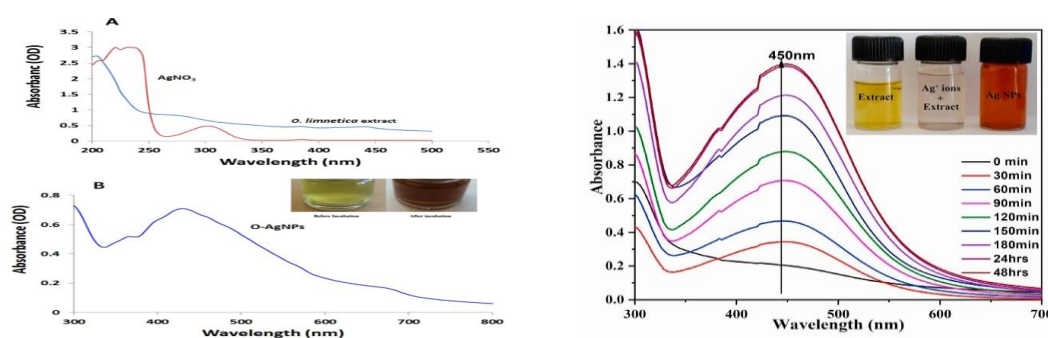 A
Absorbanc (OD)
3.5
3
2.5
2
1.5
1
0.5
0
AgNO₃
O. limnetica extract
200 250 300 350 400 450 500 550
Wavelength (nm)
B
Absorbance (OD)
0.8
0.6
0.4
0.2
0
Before Incubation After incubation
O-AgNPs
300 400 500 600 700 800
Wavelength (nm)
Absorbance
1.6
1.4
1.2
1.0
0.8
0.6
0.4
0.2
0.0
450nm
Extract
Ag⁺ ions
+
Extract
Ag NPs
0 min
30min
60min
90min
120min
150min
180min
24hrs
48hrs
300 400 500 600 700
Wavelength (nm)